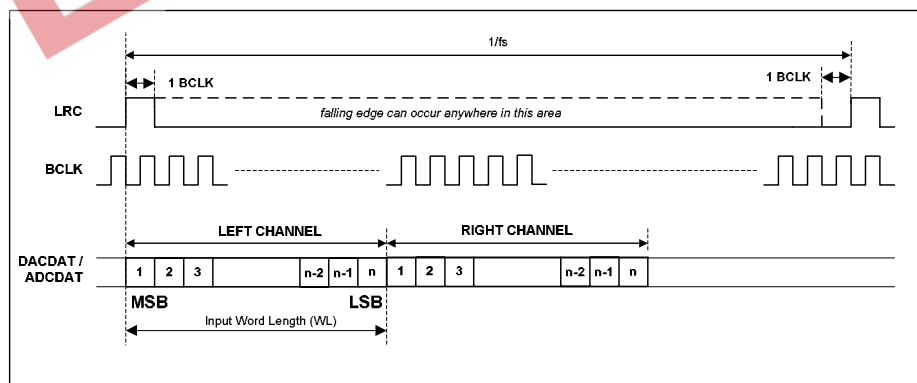 1/fs
1 BCLK
1 BCLK
LRC
falling edge can occur anywhere in this area
BCLK
LEFT CHANNEL
RIGHT CHANNEL
DACDAT /
ADCDAT
1 2 3 n-2 n-1 n 1 2 3 n-2 n-1 n
MSB
LSB
Input Word Length (WL)